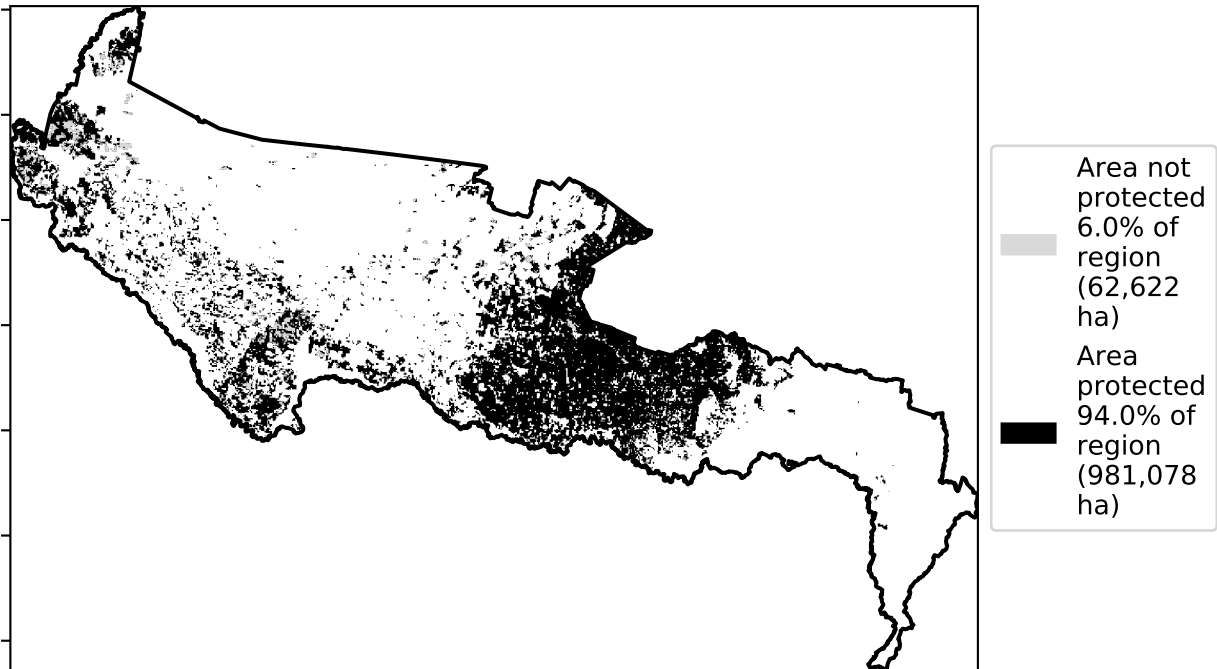 Area not
protected
6.0% of
region
(62,622
ha)
Area
protected
94.0% of
region
(981,078
ha)